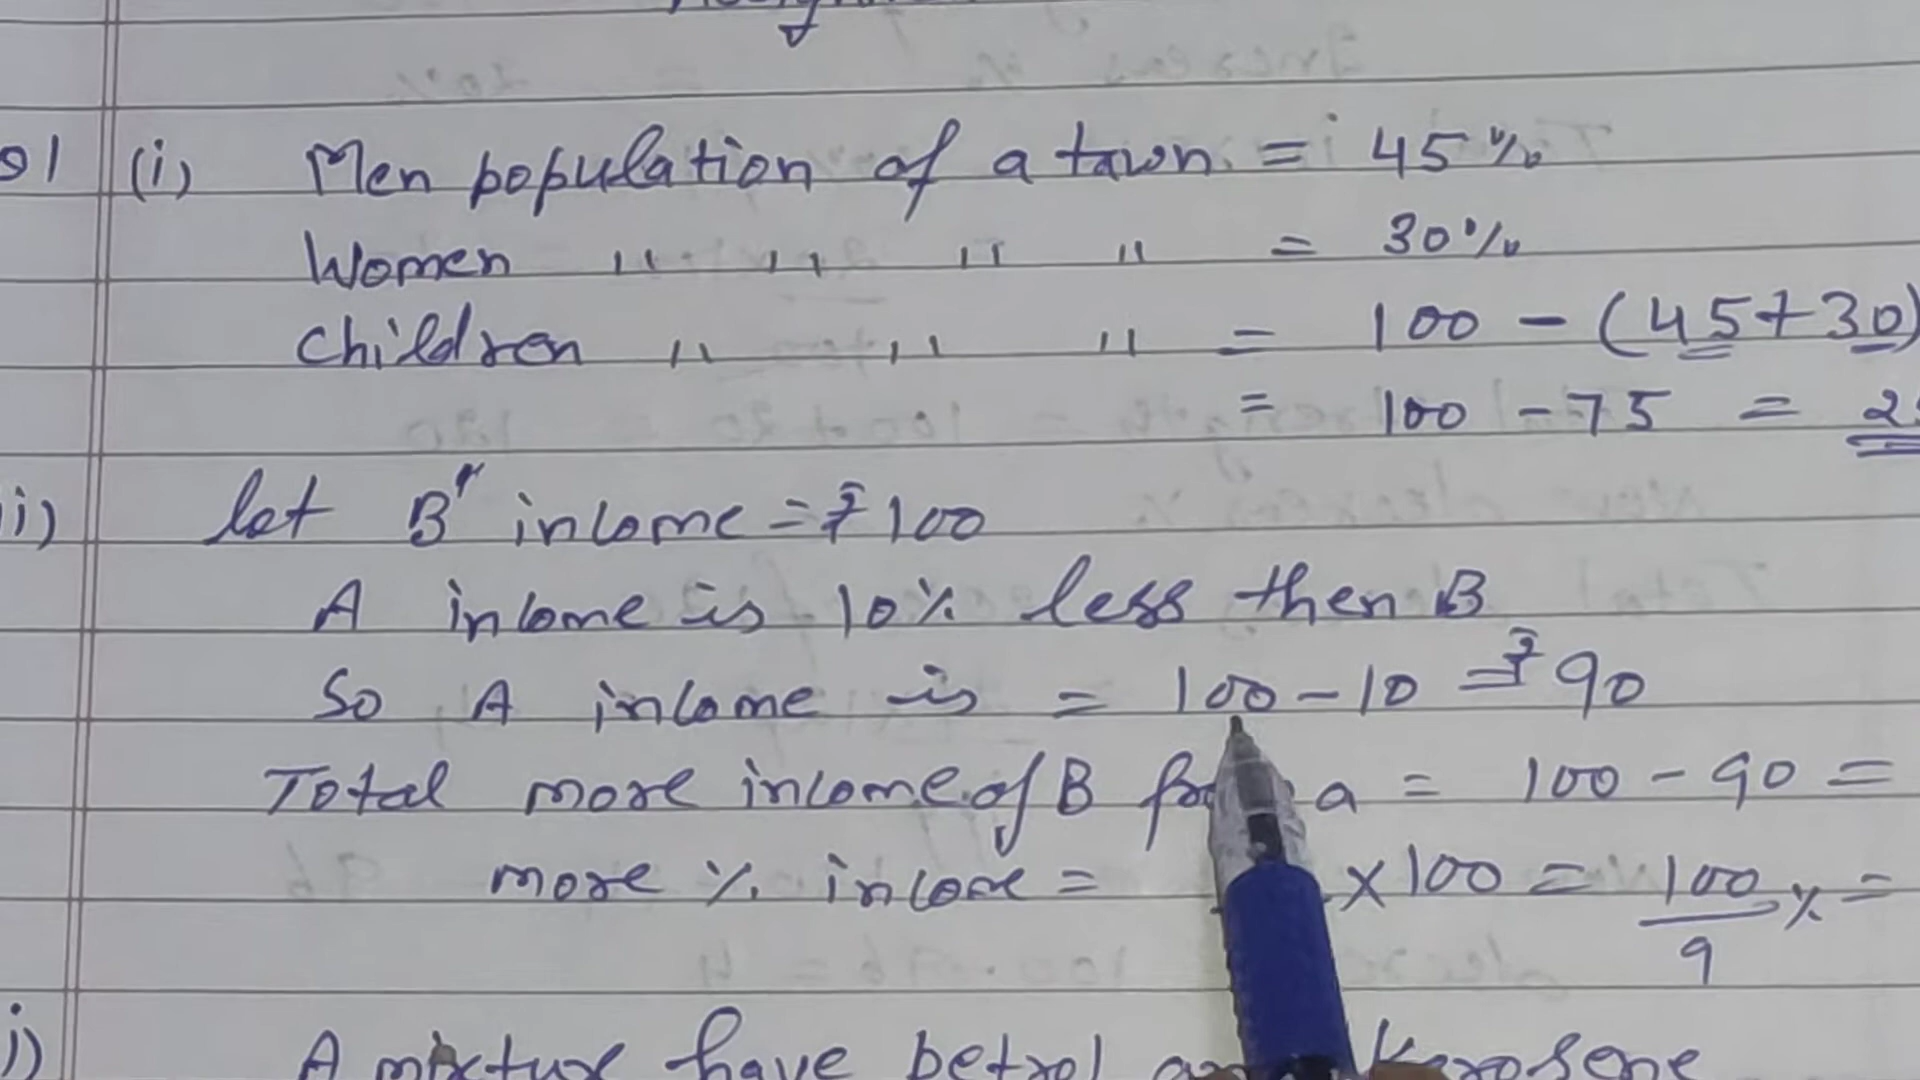 (i) Men population of a town = 45%
Women " " " " = 30%
Children " " " = 100 - (45+30)
= 100 - 75 =
i) let B' income = ₹100
A income is 10% less then B
So A income is = 100 - 10 = ₹90
Total more income of B a = 100 - 90 =
more % income = × 100 = 100/9 % =
A mixture have petrol Kerosene